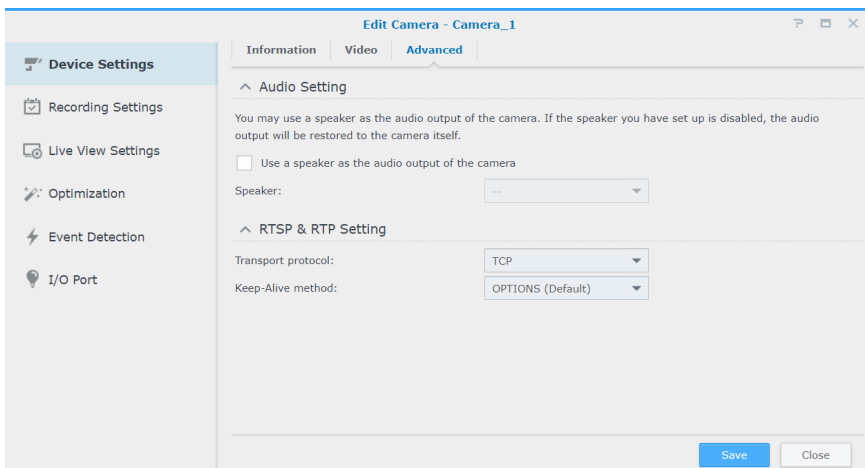 Edit Camera - Camera_1
Device Settings
Recording Settings
Live View Settings
Optimization
Event Detection
I/O Port
Information Video Advanced
Audio Setting
You may use a speaker as the audio output of the camera. If the speaker you have set up is disabled, the audio
output will be restored to the camera itself.
Use a speaker as the audio output of the camera
Speaker: --
RTSP & RTP Setting
Transport protocol: TCP
Keep-Alive method: OPTIONS (Default)
Save Close